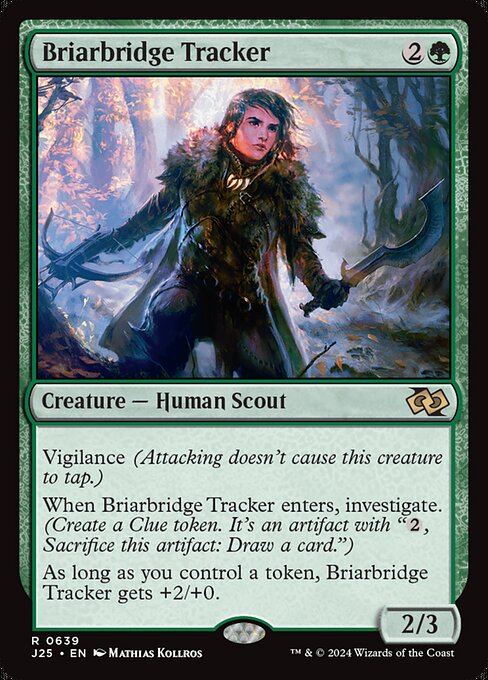 Briarbridge Tracker 2
Creature — Human Scout
Vigilance (Attacking doesn't cause this creature
to tap.)
When Briarbridge Tracker enters, investigate.
(Create a Clue token. It's an artifact with “2,
Sacrifice this artifact: Draw a card.”)
As long as you control a token, Briarbridge
Tracker gets +2/+0.
2/3
R 0639
J25 • EN Mathias Kollros
™ & © 2024 Wizards of the Coast